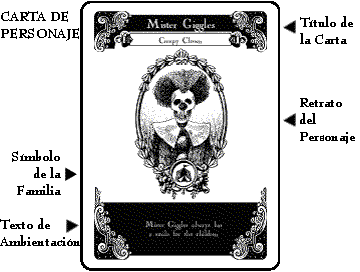 CARTA DE
PERSONAJE
Mister Giggles
Creepy Clown
Título de
la Carta
Retrato
del
Personaje
Símbolo
de la
Familia
Texto de
Ambientación
Mister Giggles always has
a smile for the children